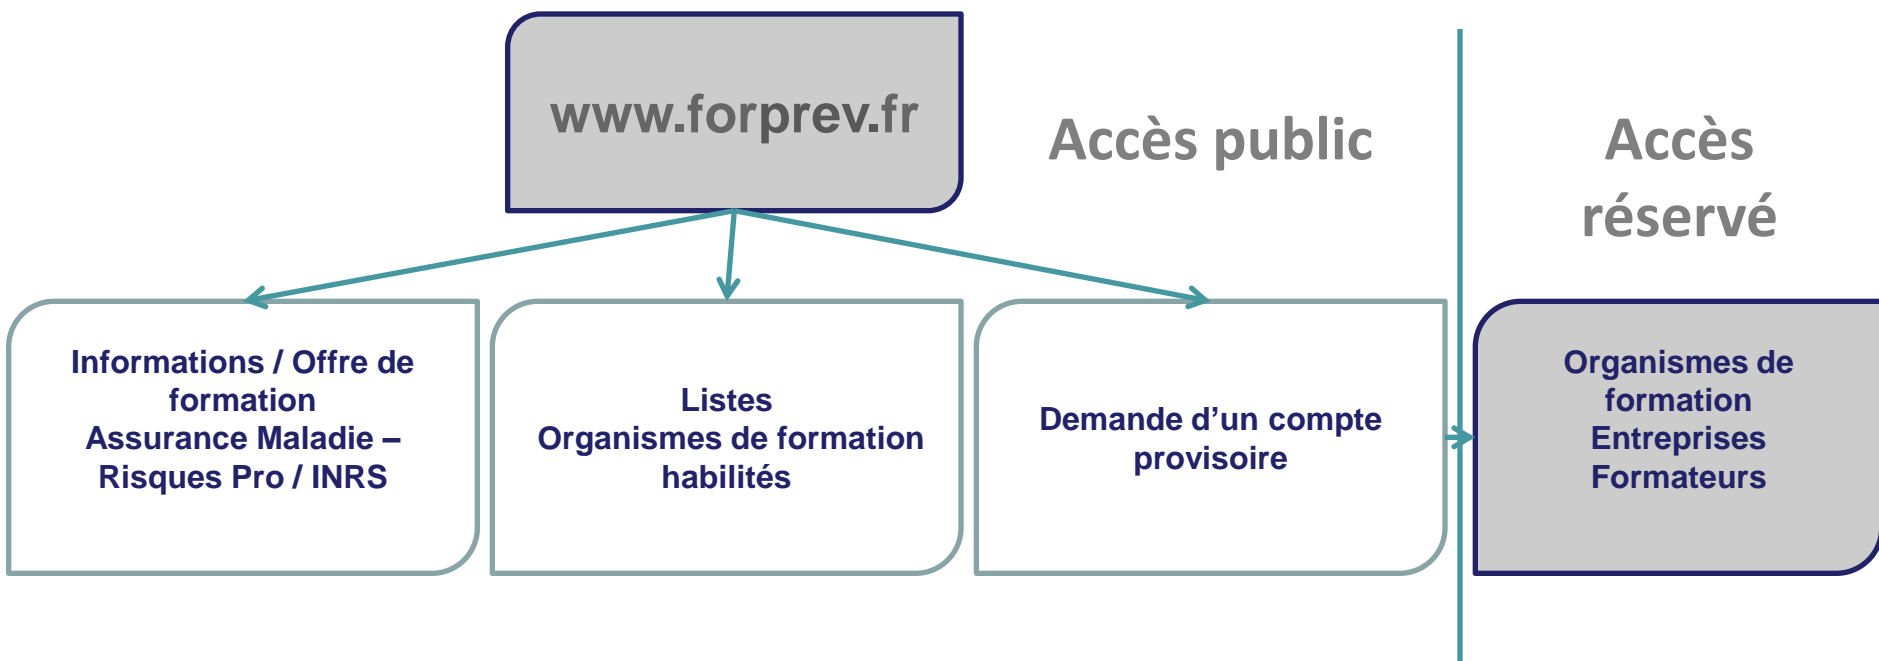 www.forprev.fr
Accès public
Accès
réservé
Informations / Offre de
formation
Assurance Maladie –
Risques Pro / INRS
Listes
Organismes de formation
habilités
Demande d’un compte
provisoire
Organismes de
formation
Entreprises
Formateurs